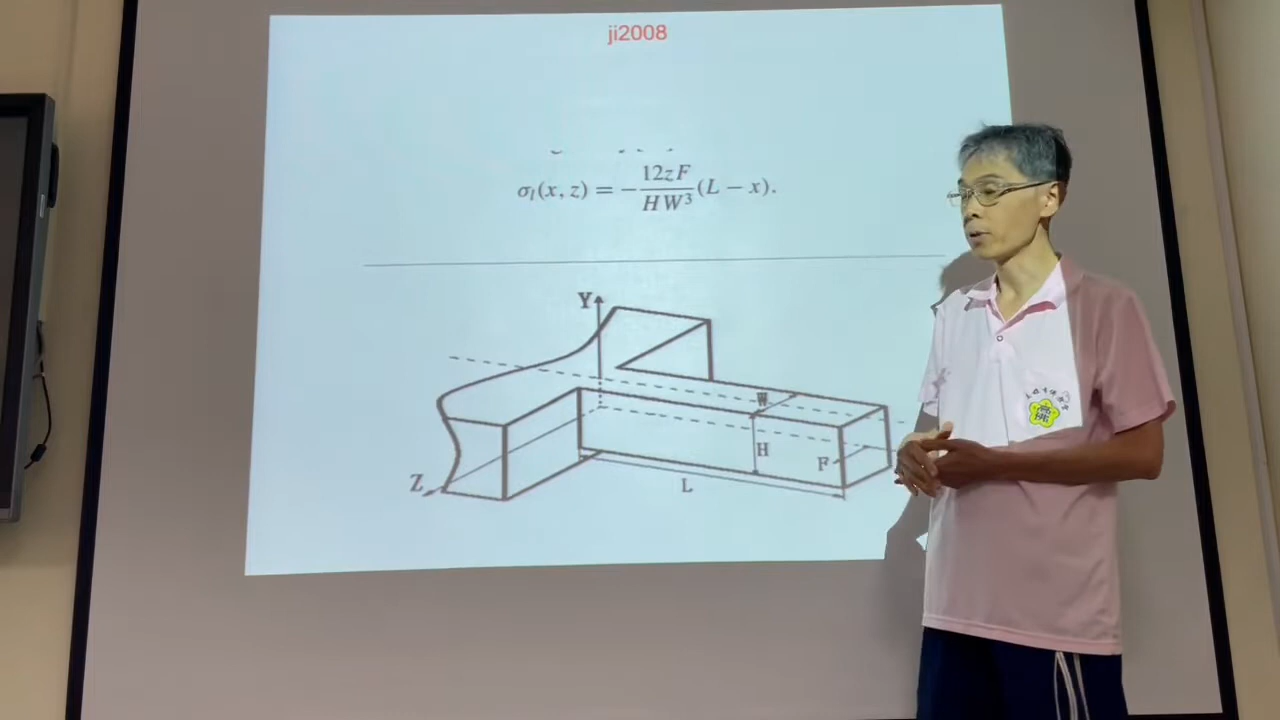 ji2008
σₗ(x, z) = −12zF/HW³(L − x).
Y
W
H
F
Z
L